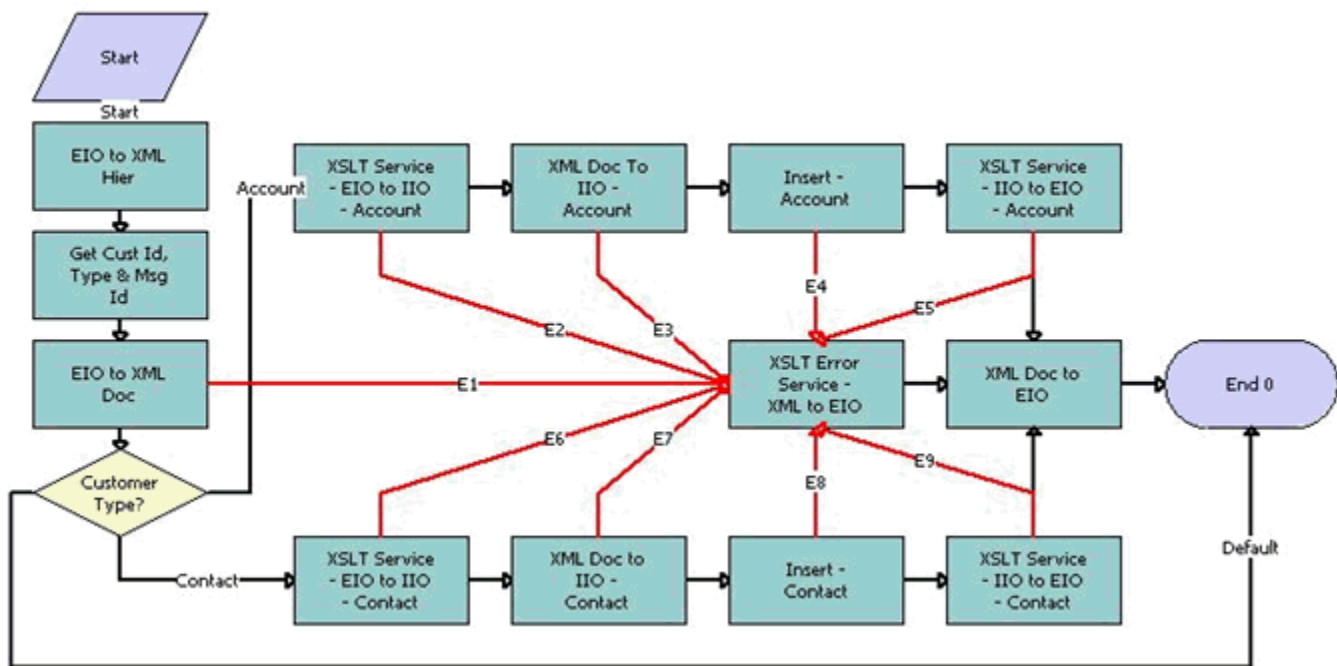 Start
Start
EIO to XML
Hier
Get Cust Id,
Type & Msg
Id
EIO to XML
Doc
Customer
Type?
Account
XSLT Service
- EIO to IIO
- Account
XML Doc To
IIO -
Account
Insert -
Account
XSLT Service
- IIO to EIO
- Account
E2
E3
E4
E5
E1
XSLT Error
Service -
XML to EIO
XML Doc to
EIO
End 0
E6
E7
E8
E9
Contact
XSLT Service
- EIO to IIO
- Contact
XML Doc to
IIO -
Contact
Insert -
Contact
XSLT Service
- IIO to EIO
- Contact
Default